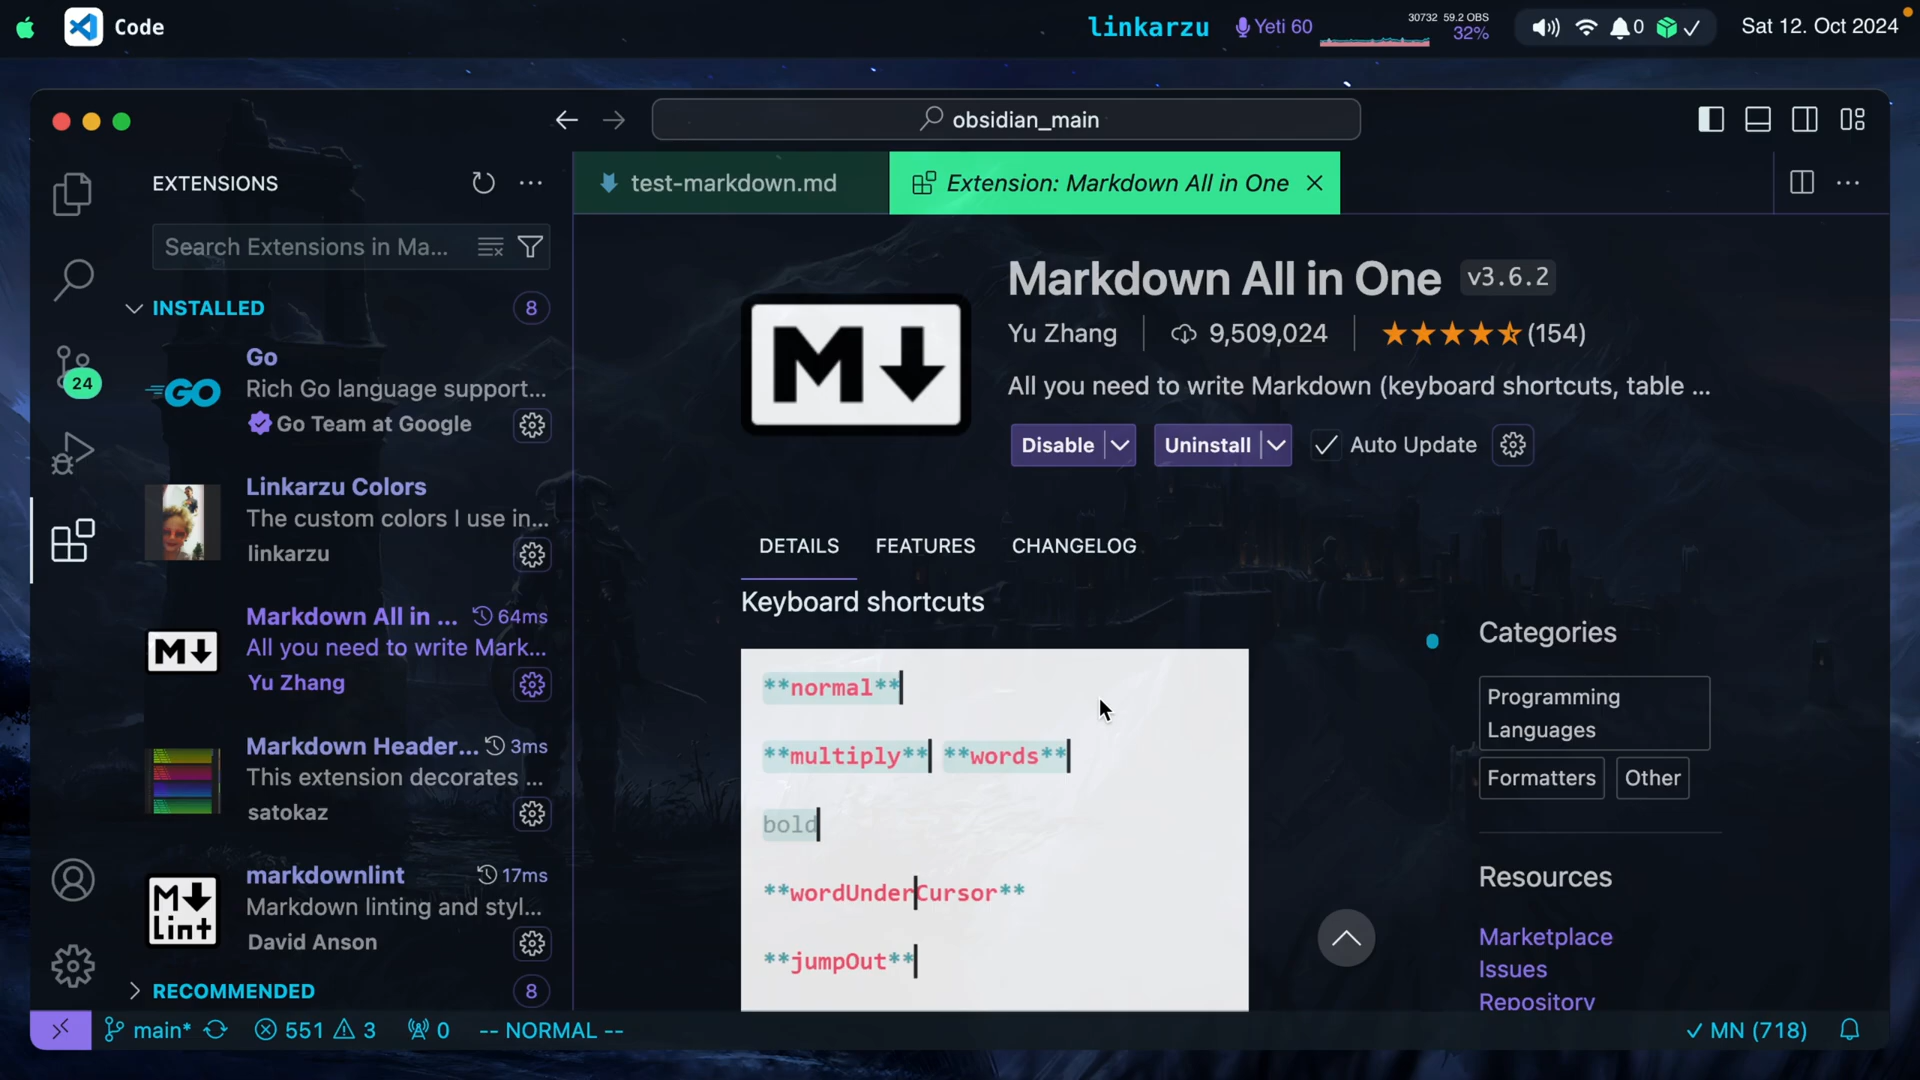 Code
linkarzu
Yeti 60
30732 59.2 OBS
32%
0
Sat 12. Oct 2024
obsidian_main
EXTENSIONS
Search Extensions in Ma...
INSTALLED
8
Go
Rich Go language support...
Go Team at Google
GO
Linkarzu Colors
The custom colors I use in...
linkarzu
Markdown All in ...
64ms
All you need to write Mark...
Yu Zhang
M
Markdown Header...
3ms
This extension decorates ...
satokaz
markdownlint
17ms
Markdown linting and styl...
David Anson
M
lint
RECOMMENDED
8
24
test-markdown.md
Extension: Markdown All in One
M
Markdown All in One
v3.6.2
Yu Zhang
9,509,024
(154)
All you need to write Markdown (keyboard shortcuts, table ...
Disable
Uninstall
Auto Update
DETAILS
FEATURES
CHANGELOG
Keyboard shortcuts
**normal**
**multiply** **words**
bold
**wordUnderCursor**
**jumpOut**
Categories
Programming
Languages
Formatters
Other
Resources
Marketplace
Issues
Repository
main*
551
3
0
-- NORMAL --
MN (718)